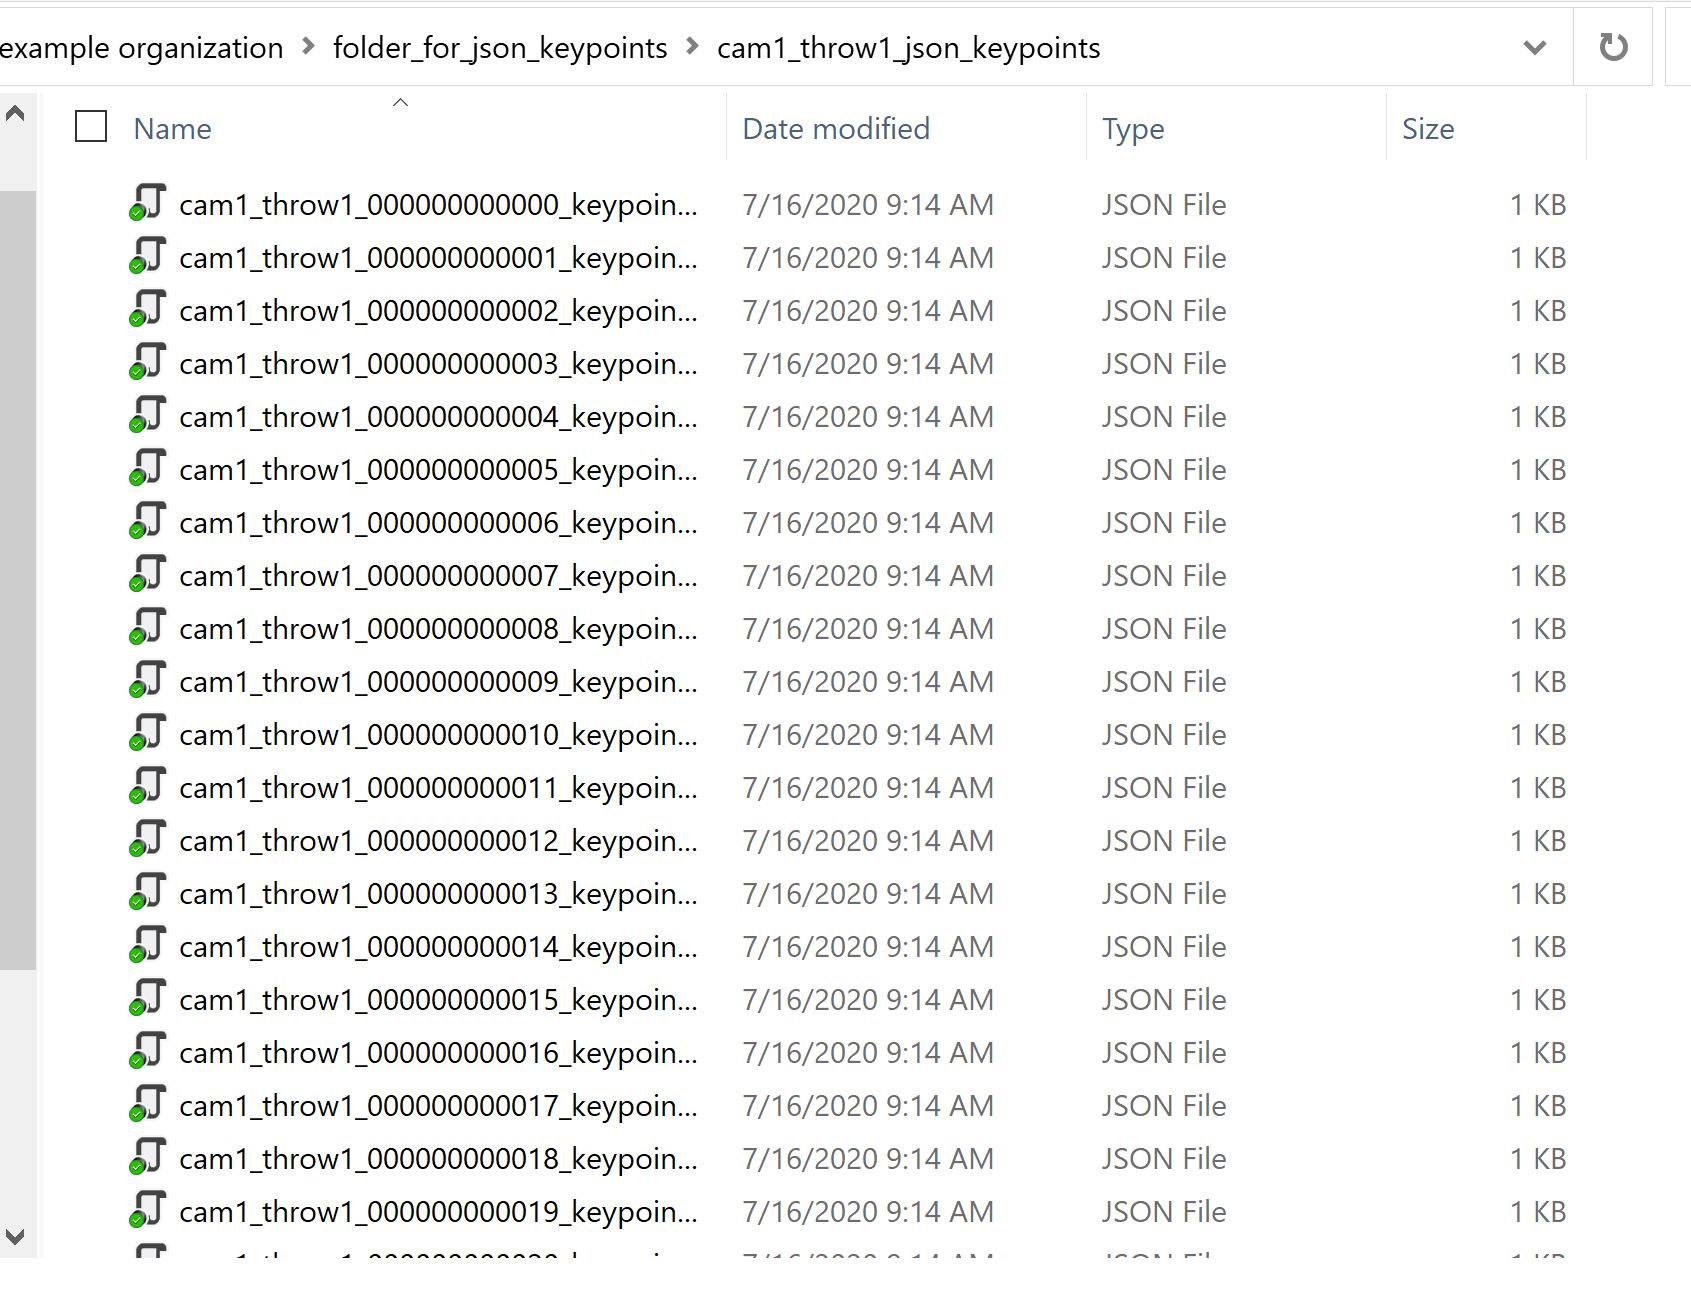 example organization > folder_for_json_keypoints > cam1_throw1_json_keypoints
Name Date modified Type Size
cam1_throw1_000000000000_keypoin... 7/16/2020 9:14 AM JSON File 1 KB
cam1_throw1_000000000001_keypoin... 7/16/2020 9:14 AM JSON File 1 KB
cam1_throw1_000000000002_keypoin... 7/16/2020 9:14 AM JSON File 1 KB
cam1_throw1_000000000003_keypoin... 7/16/2020 9:14 AM JSON File 1 KB
cam1_throw1_000000000004_keypoin... 7/16/2020 9:14 AM JSON File 1 KB
cam1_throw1_000000000005_keypoin... 7/16/2020 9:14 AM JSON File 1 KB
cam1_throw1_000000000006_keypoin... 7/16/2020 9:14 AM JSON File 1 KB
cam1_throw1_000000000007_keypoin... 7/16/2020 9:14 AM JSON File 1 KB
cam1_throw1_000000000008_keypoin... 7/16/2020 9:14 AM JSON File 1 KB
cam1_throw1_000000000009_keypoin... 7/16/2020 9:14 AM JSON File 1 KB
cam1_throw1_000000000010_keypoin... 7/16/2020 9:14 AM JSON File 1 KB
cam1_throw1_000000000011_keypoin... 7/16/2020 9:14 AM JSON File 1 KB
cam1_throw1_000000000012_keypoin... 7/16/2020 9:14 AM JSON File 1 KB
cam1_throw1_000000000013_keypoin... 7/16/2020 9:14 AM JSON File 1 KB
cam1_throw1_000000000014_keypoin... 7/16/2020 9:14 AM JSON File 1 KB
cam1_throw1_000000000015_keypoin... 7/16/2020 9:14 AM JSON File 1 KB
cam1_throw1_000000000016_keypoin... 7/16/2020 9:14 AM JSON File 1 KB
cam1_throw1_000000000017_keypoin... 7/16/2020 9:14 AM JSON File 1 KB
cam1_throw1_000000000018_keypoin... 7/16/2020 9:14 AM JSON File 1 KB
cam1_throw1_000000000019_keypoin... 7/16/2020 9:14 AM JSON File 1 KB